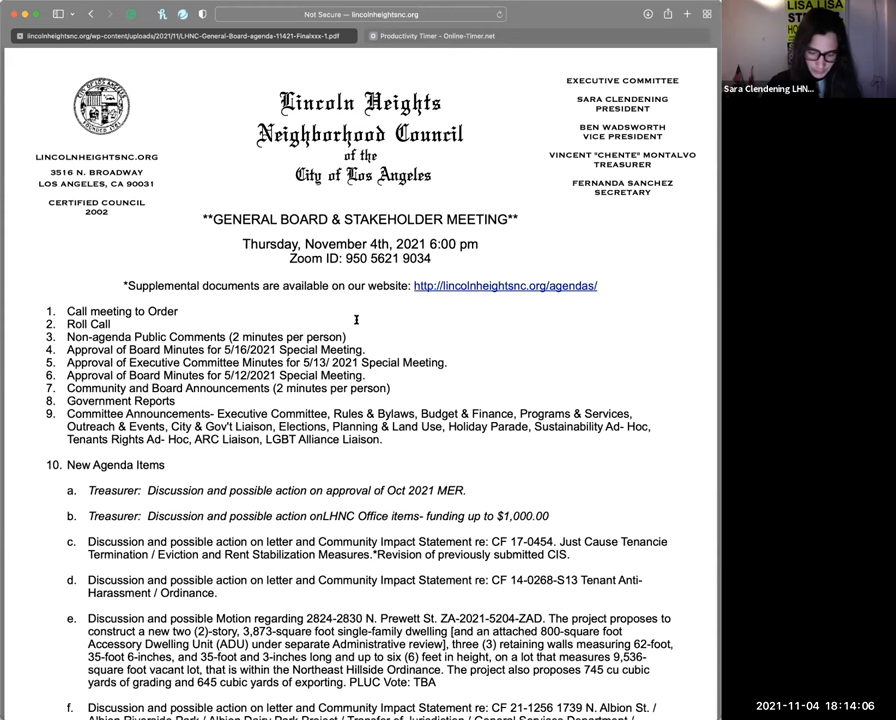 Not Secure — lincolnheightsnc.org
lincolnheightsnc.org/wp-content/uploads/2021/11/LHNC-General-Board-agenda-11421-Finalxxx-1.pdf
Productivity Timer - Online-Timer.net
LINCOLNHEIGHTSNC.ORG
3516 N. BROADWAY
LOS ANGELES, CA 90031
CERTIFIED COUNCIL
2002
Lincoln Heights
Neighborhood Council
of the
City of Los Angeles
EXECUTIVE COMMITTEE
SARA CLENDENING
PRESIDENT
BEN WADSWORTH
VICE PRESIDENT
VINCENT "CHENTE" MONTALVO
TREASURER
FERNANDA SANCHEZ
SECRETARY
**GENERAL BOARD & STAKEHOLDER MEETING**
Thursday, November 4th, 2021 6:00 pm
Zoom ID: 950 5621 9034
*Supplemental documents are available on our website: http://lincolnheightsnc.org/agendas/
1. Call meeting to Order
2. Roll Call
3. Non-agenda Public Comments (2 minutes per person)
4. Approval of Board Minutes for 5/16/2021 Special Meeting.
5. Approval of Executive Committee Minutes for 5/13/ 2021 Special Meeting.
6. Approval of Board Minutes for 5/12/2021 Special Meeting.
7. Community and Board Announcements (2 minutes per person)
8. Government Reports
9. Committee Announcements- Executive Committee, Rules & Bylaws, Budget & Finance, Programs & Services,
Outreach & Events, City & Gov't Liaison, Elections, Planning & Land Use, Holiday Parade, Sustainability Ad- Hoc,
Tenants Rights Ad- Hoc, ARC Liaison, LGBT Alliance Liaison.
10. New Agenda Items
a. Treasurer: Discussion and possible action on approval of Oct 2021 MER.
b. Treasurer: Discussion and possible action onLHNC Office items- funding up to $1,000.00
c. Discussion and possible action on letter and Community Impact Statement re: CF 17-0454. Just Cause Tenancie
Termination / Eviction and Rent Stabilization Measures.*Revision of previously submitted CIS.
d. Discussion and possible action on letter and Community Impact Statement re: CF 14-0268-S13 Tenant Anti-
Harassment / Ordinance.
e. Discussion and possible Motion regarding 2824-2830 N. Prewett St. ZA-2021-5204-ZAD. The project proposes to
construct a new two (2)-story, 3,873-square foot single-family dwelling [and an attached 800-square foot
Accessory Dwelling Unit (ADU) under separate Administrative review], three (3) retaining walls measuring 62-foot,
35-foot 6-inches, and 35-foot and 3-inches long and up to six (6) feet in height, on a lot that measures 9,536-
square foot vacant lot, that is within the Northeast Hillside Ordinance. The project also proposes 745 cu cubic
yards of grading and 645 cubic yards of exporting. PLUC Vote: TBA
f. Discussion and possible action on letter and Community Impact Statement re: CF 21-1256 1739 N. Albion St. /
Albion Riverside Park / Albion Dairy Park Project / Transfer of Jurisdiction / General Services Department /
LISA LISA
Sara Clendening LHN...
2021-11-04 18:14:06